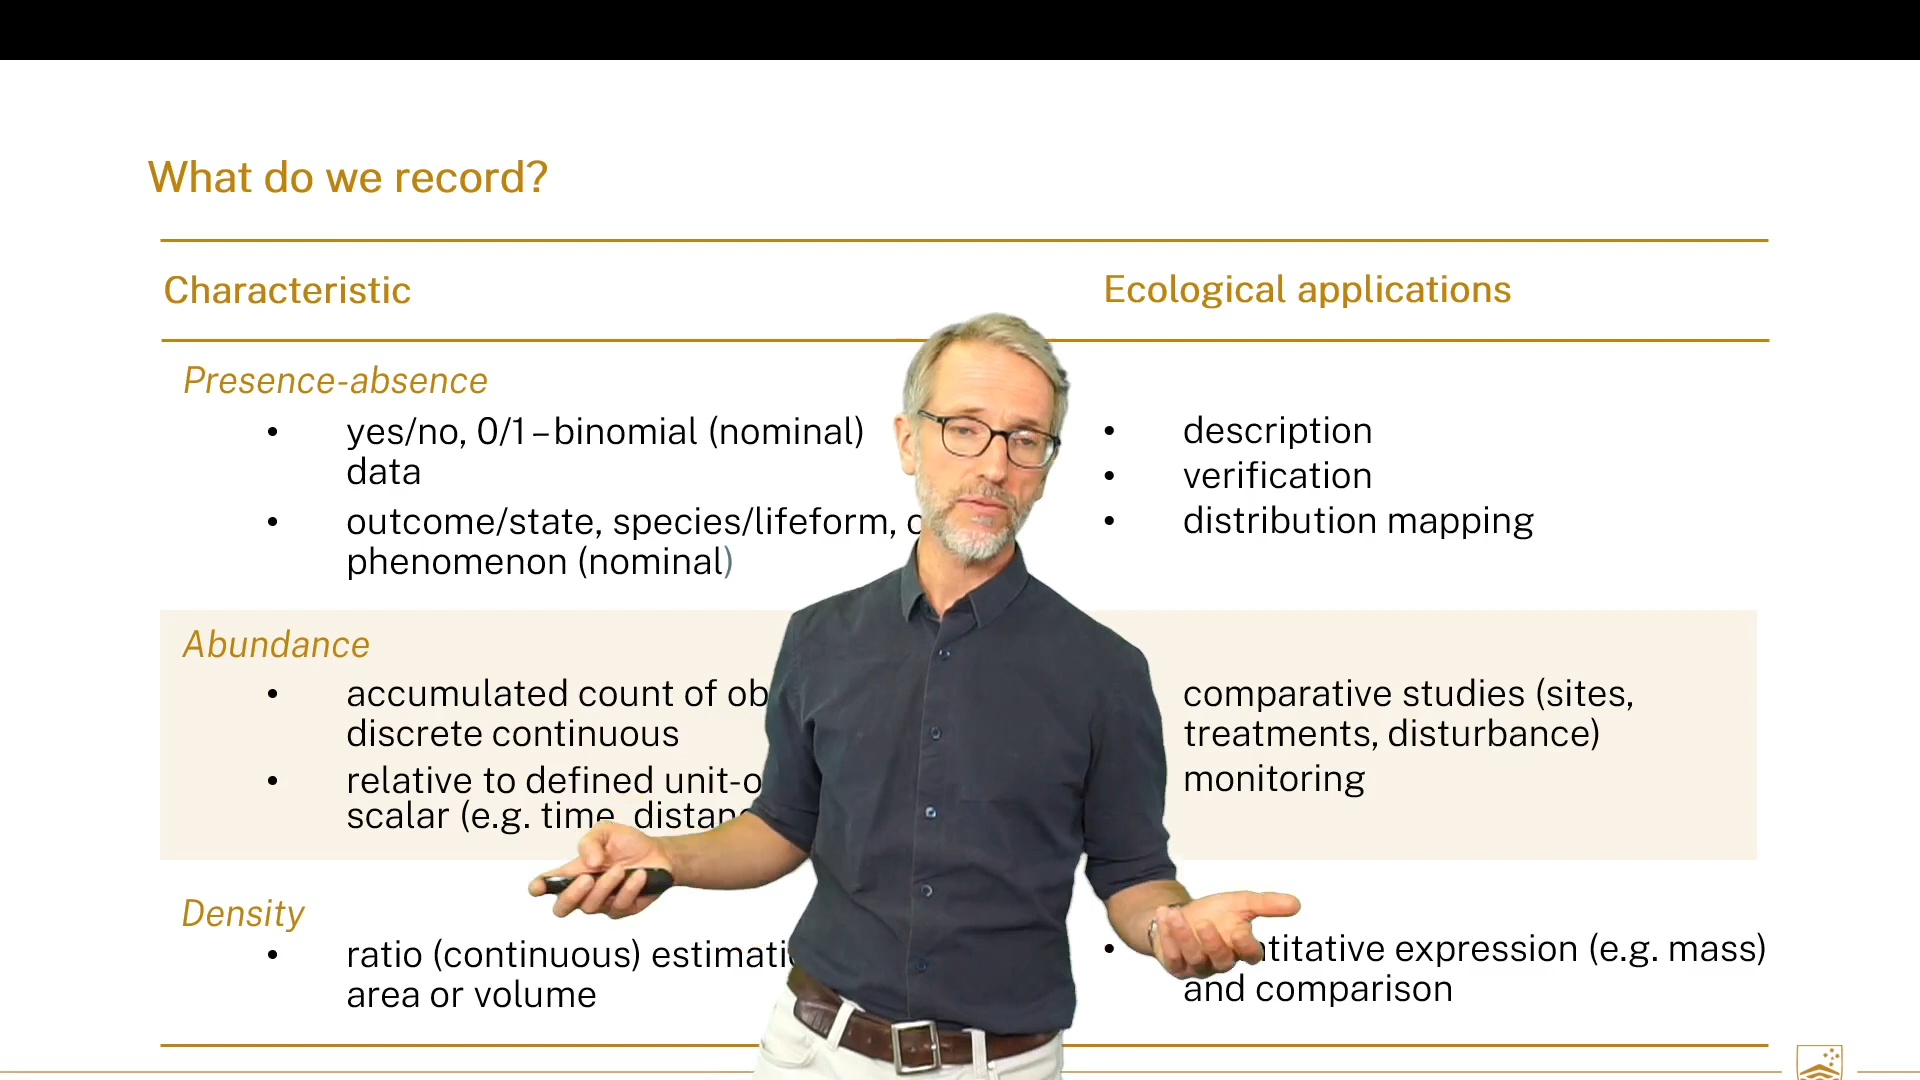 What do we record?
Characteristic
Ecological applications
Presence-absence
• yes/no, 0/1 – binomial (nominal)
data
• outcome/state, species/lifeform,
phenomenon (nominal)
• description
• verification
• distribution mapping
Abundance
• accumulated count of
discrete continuous
• relative to defined
scalar (e.g. time,
comparative studies (sites,
treatments, disturbance)
monitoring
Density
• ratio (continuous)
area or volume
• expression (e.g. mass)
and comparison